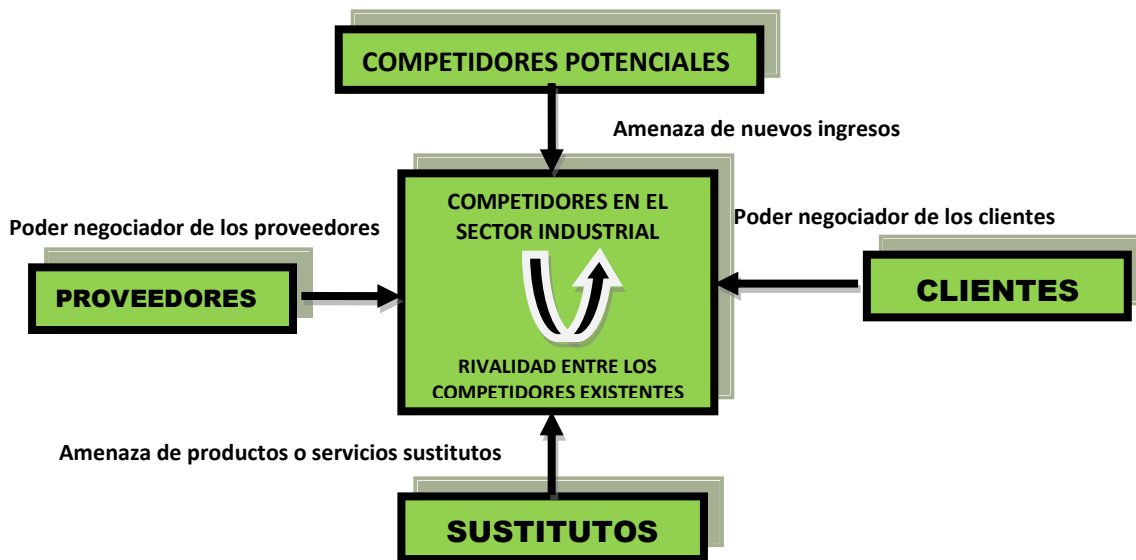 COMPETIDORES POTENCIALES
Amenaza de nuevos ingresos
COMPETIDORES EN EL
SECTOR INDUSTRIAL
Poder negociador de los proveedores
Poder negociador de los clientes
PROVEEDORES
CLIENTES
RIVALIDAD ENTRE LOS
COMPETIDORES EXISTENTES
Amenaza de productos o servicios sustitutos
SUSTITUTOS